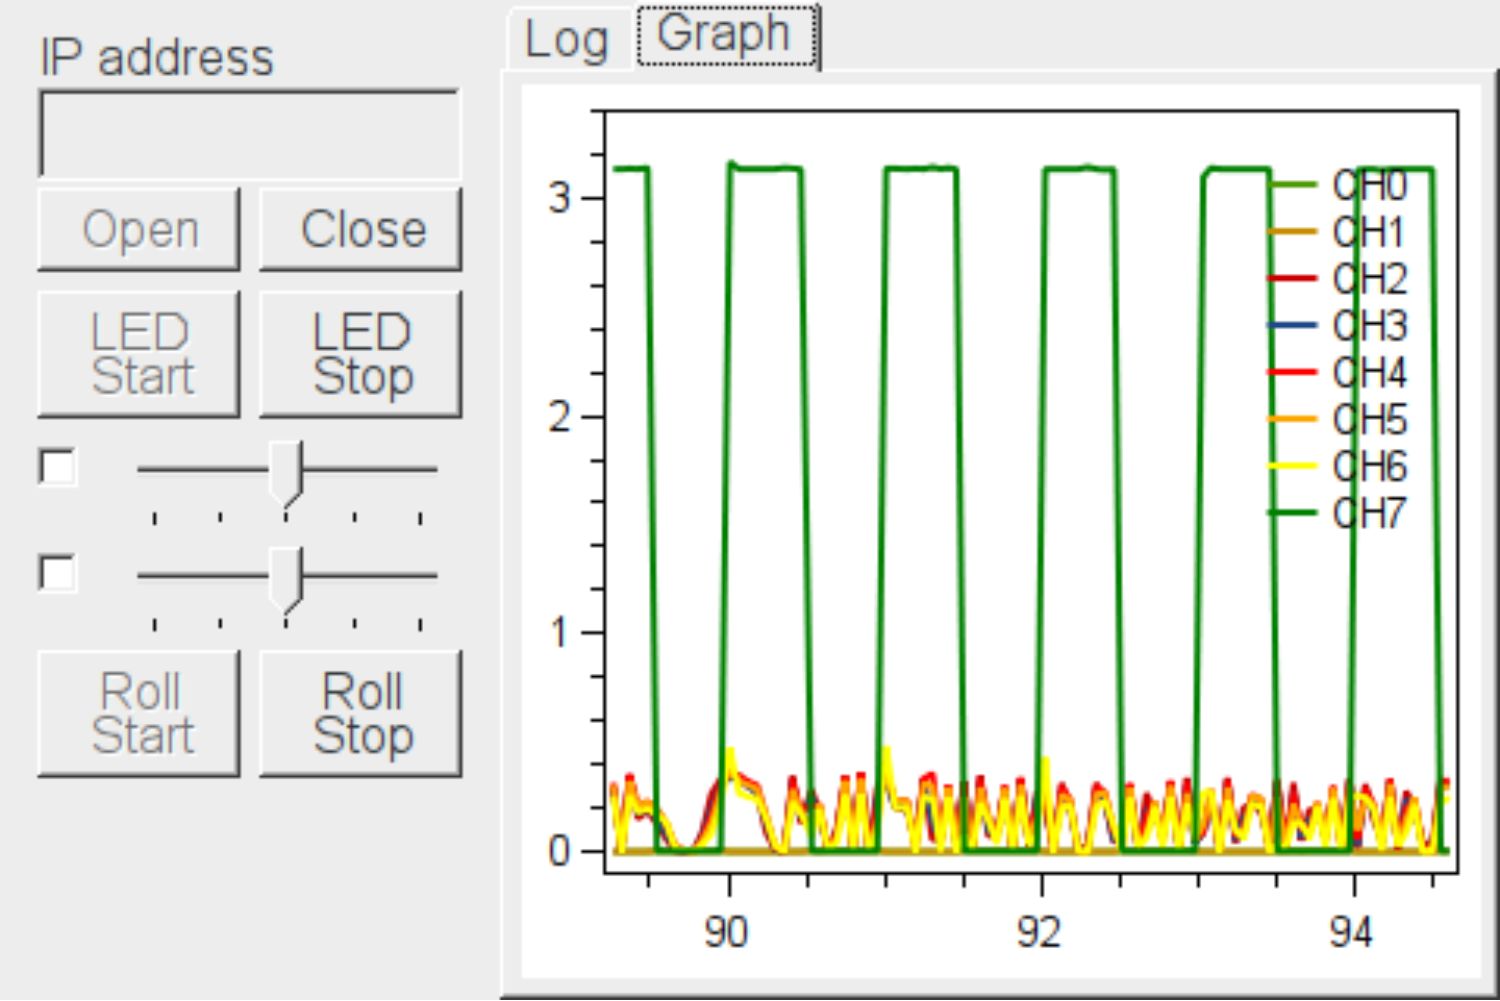 IP address
Open
Close
LED
Start
LED
Stop
Roll
Start
Roll
Stop
Log
Graph
3
2
1
0
90
92
94
CH0
CH1
CH2
CH3
CH4
CH5
CH6
CH7